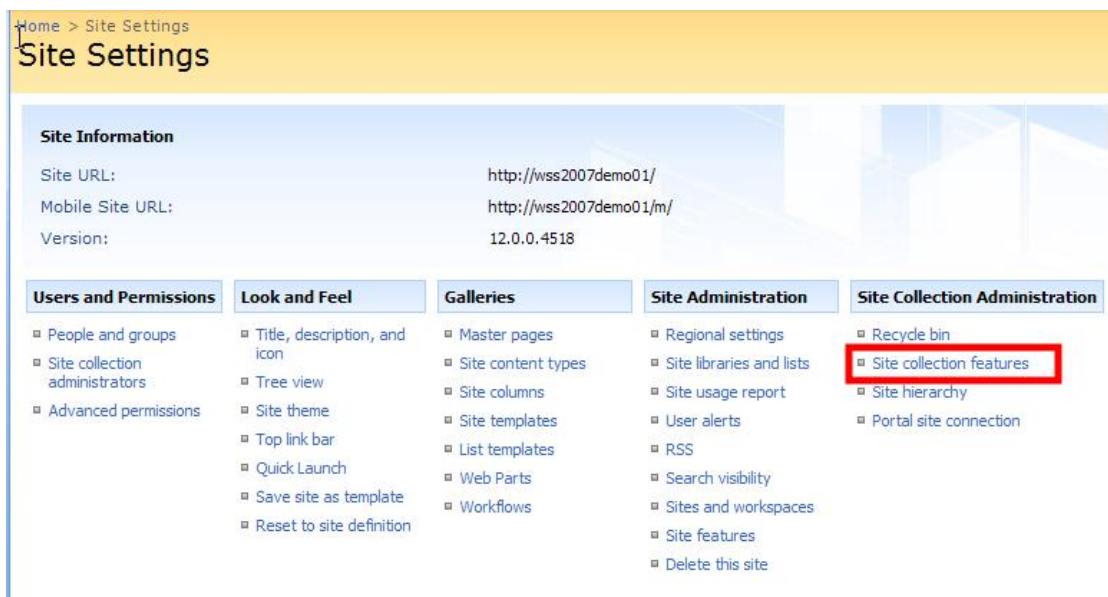 Home > Site Settings
Site Settings
Site Information
Site URL: http://wss2007demo01/
Mobile Site URL: http://wss2007demo01/m/
Version: 12.0.0.4518
Users and Permissions
People and groups
Site collection
administrators
Advanced permissions
Look and Feel
Title, description, and
icon
Tree view
Site theme
Top link bar
Quick Launch
Save site as template
Reset to site definition
Galleries
Master pages
Site content types
Site columns
Site templates
List templates
Web Parts
Workflows
Site Administration
Regional settings
Site libraries and lists
Site usage report
User alerts
RSS
Search visibility
Sites and workspaces
Site features
Delete this site
Site Collection Administration
Recycle bin
Site collection features
Site hierarchy
Portal site connection